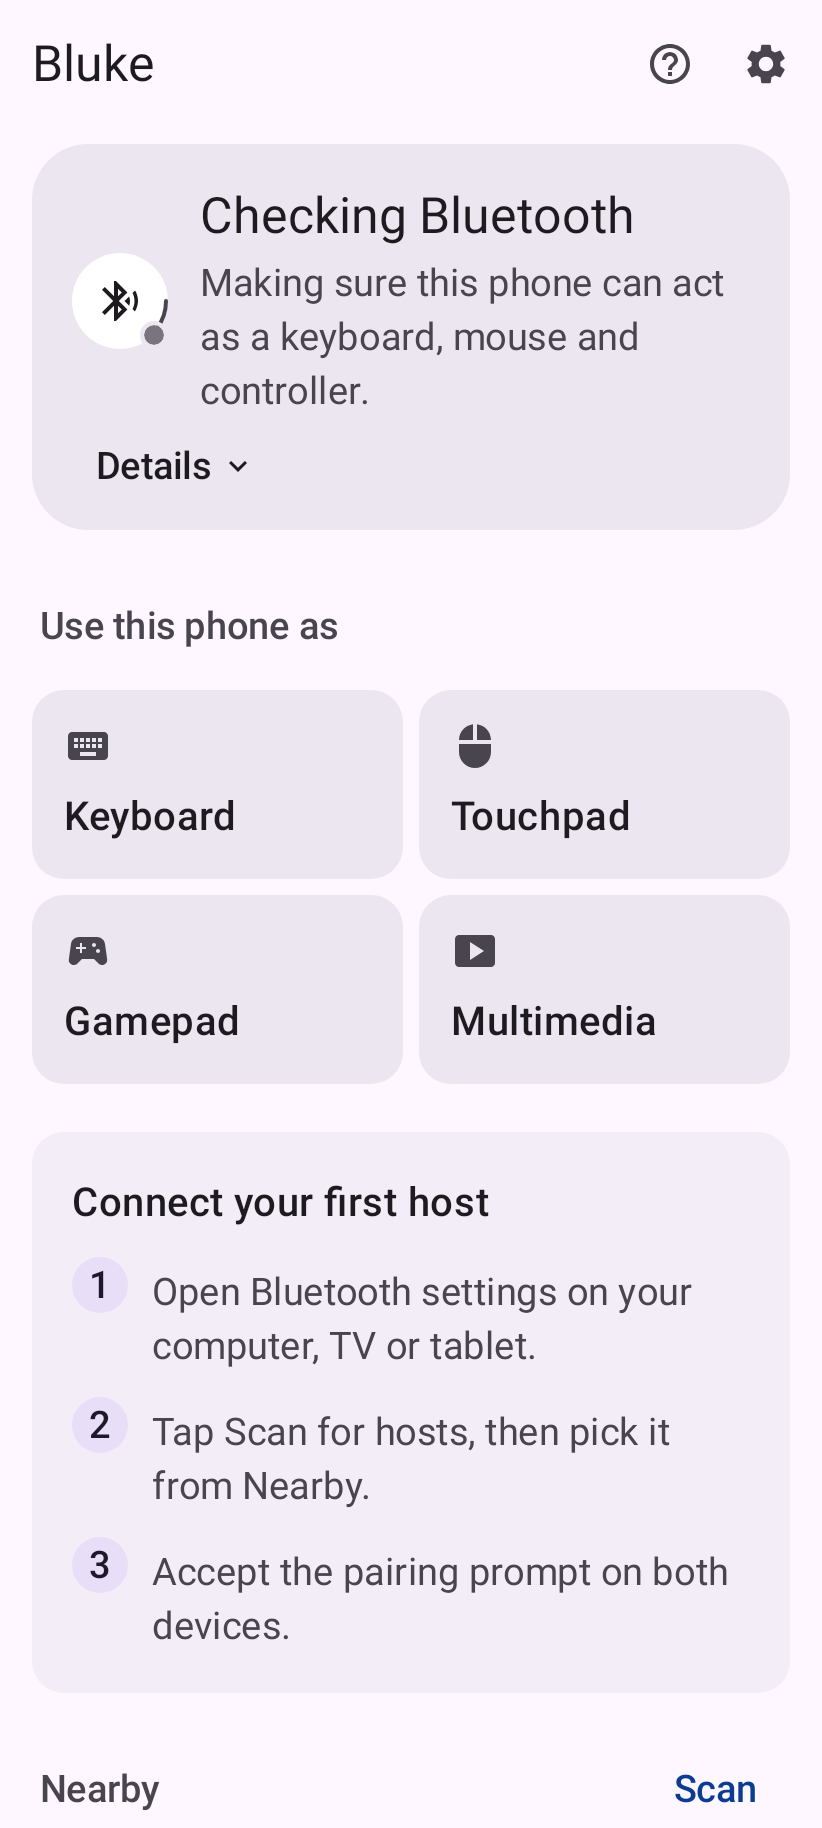 Bluke
Checking Bluetooth
Making sure this phone can act
as a keyboard, mouse and
controller.
Details
Use this phone as
Keyboard
Touchpad
Gamepad
Multimedia
Connect your first host
1 Open Bluetooth settings on your
computer, TV or tablet.
2 Tap Scan for hosts, then pick it
from Nearby.
3 Accept the pairing prompt on both
devices.
Nearby
Scan